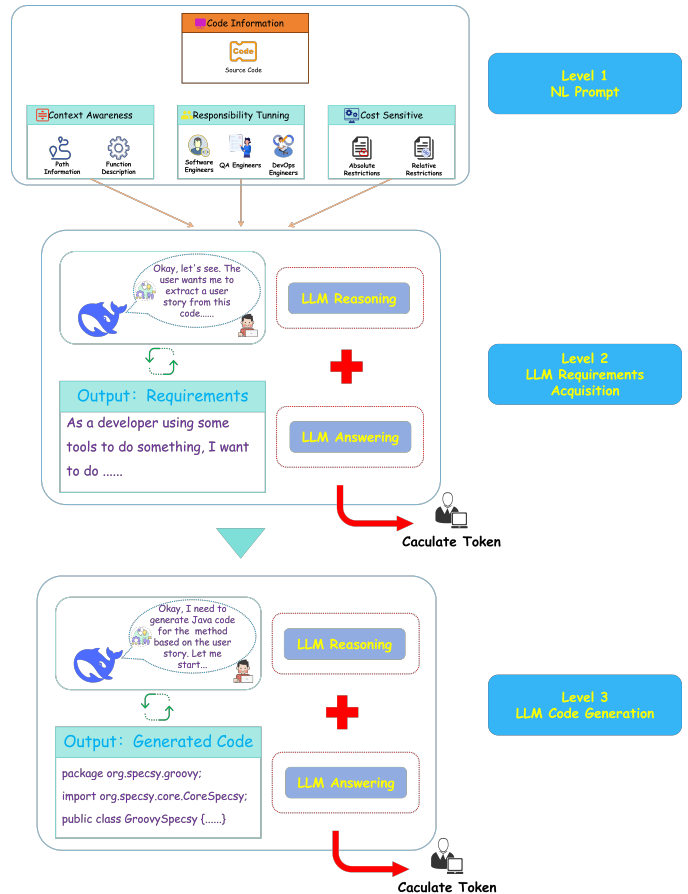 Code Information
Code
Source Code
Context Awareness
Path
Information
Function
Description
Responsibility Tunning
Software
Engineers
QA Engineers
DevOps
Engineers
Cost Sensitive
Absolute
Restrictions
Relative
Restrictions
Level 1
NL Prompt
Okay, let's see. The
user wants me to
extract a user
story from this
code......
LLM Reasoning
Output: Requirements
As a developer using some
tools to do something, I want
to do ......
LLM Answering
Level 2
LLM Requirements
Acquisition
Caculate Token
Okay, I need to
generate Java code
for the method
based on the user
story. Let me
start...
LLM Reasoning
Output: Generated Code
package org.specsy.groovy;
import org.specsy.core.CoreSpecsy;
public class GroovySpecsy {......}
LLM Answering
Level 3
LLM Code Generation
Caculate Token